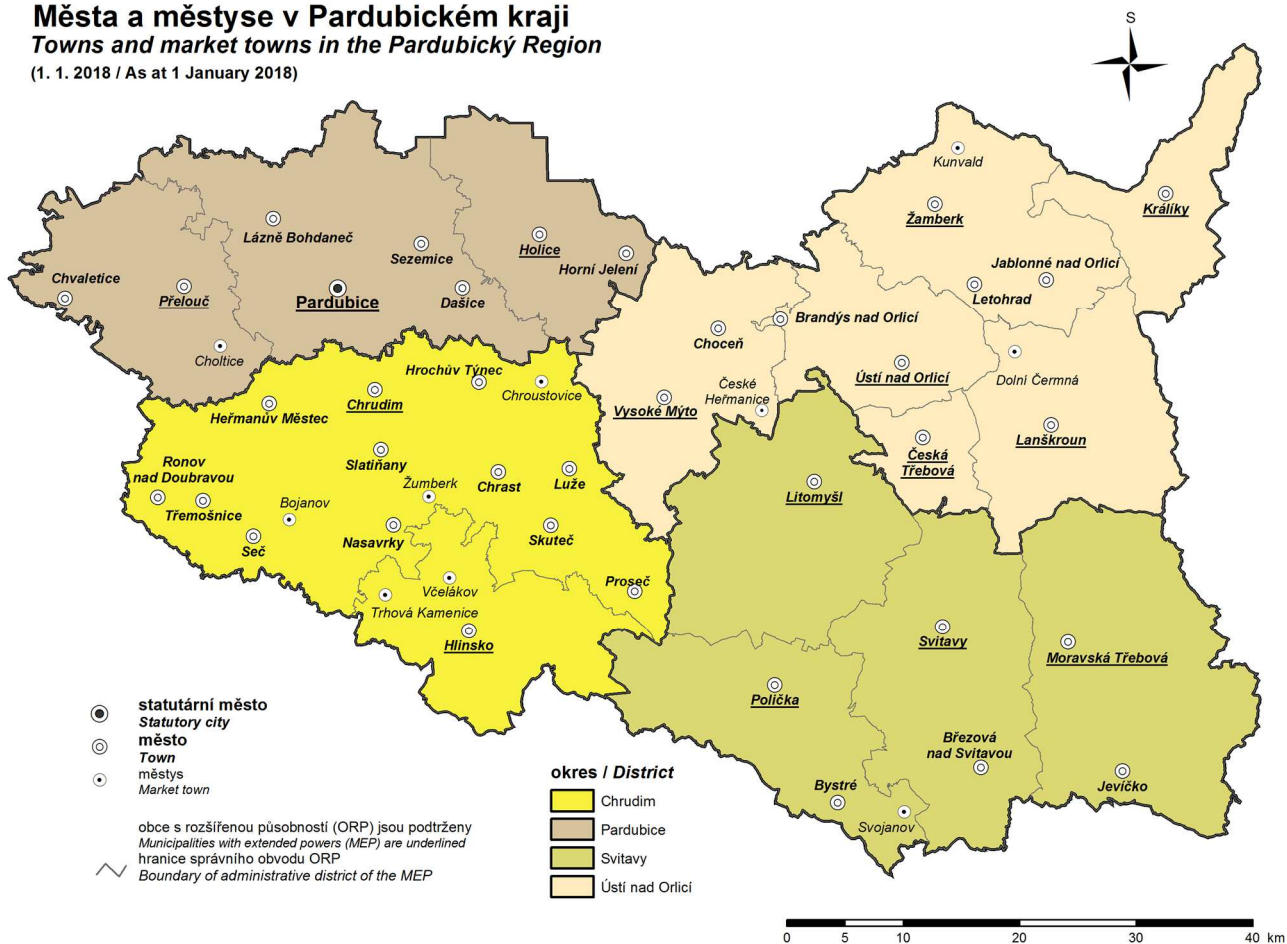 Města a městyse v Pardubickém kraji
Towns and market towns in the Pardubický Region
(1. 1. 2018 / As at 1 January 2018)
S
Kunvald
Žamberk
Králíky
Lázně Bohdaneč
Sezemice
Holice
Horní Jelení
Jablonné nad Orlicí
Letohrad
Chvaletice
Přelouč
Pardubice
Dašice
Choceň
Brandýs nad Orlicí
Choltice
Hrochův Týnec
Chroustovice
Ústí nad Orlicí
Dolní Čermná
Heřmanův Městec
Chrudim
Vysoké Mýto
České
Heřmanice
Lanškroun
Česká
Třebová
Slatiňany
Ronov
nad Doubravou
Třemošnice
Bojanov
Seč
Žumberk
Chrast
Luže
Litomyšl
Nasavrky
Skuteč
Včelákov
Trhová Kamenice
Proseč
Hlinsko
Svitavy
Moravská Třebová
Polička
Březová
nad Svitavou
Bystré
Svojanov
Jevíčko
statutární město
Statutory city
město
Town
městys
Market town
obce s rozšířenou působností (ORP) jsou podtrženy
Municipalities with extended powers (MEP) are underlined
hranice správního obvodu ORP
Boundary of administrative district of the MEP
okres / District
Chrudim
Pardubice
Svitavy
Ústí nad Orlicí
0 5 10 20 30 40 km